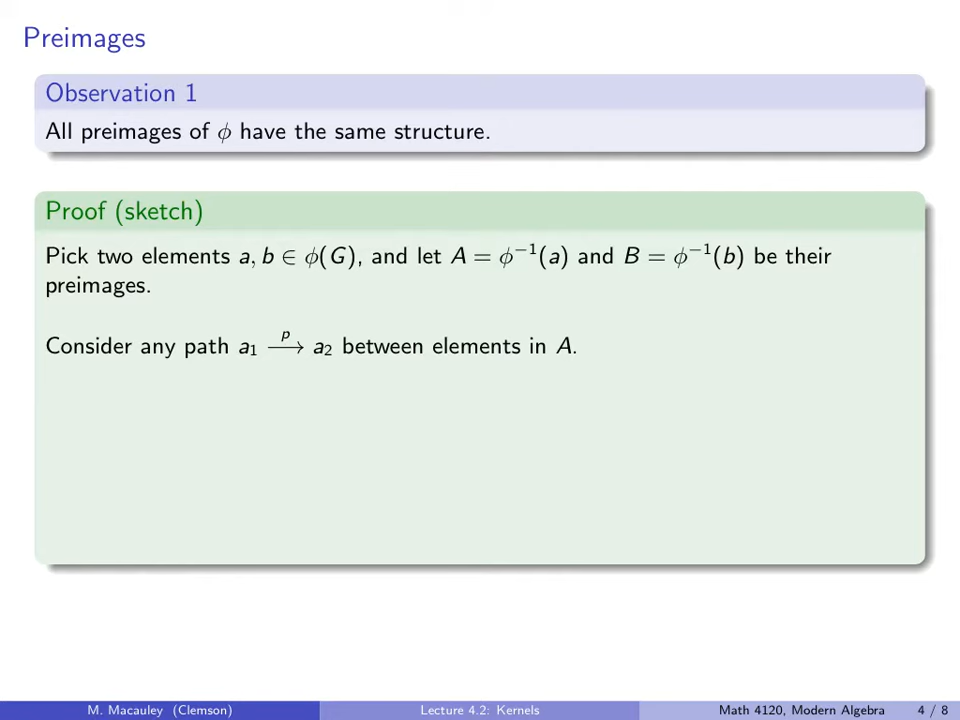 Preimages
Observation 1
All preimages of ϕ have the same structure.
Proof (sketch)
Pick two elements a, b ∈ ϕ(G), and let A = ϕ⁻¹(a) and B = ϕ⁻¹(b) be their
preimages.
Consider any path a₁ —p→ a₂ between elements in A.
M. Macauley (Clemson) Lecture 4.2: Kernels Math 4120, Modern Algebra 4 / 8